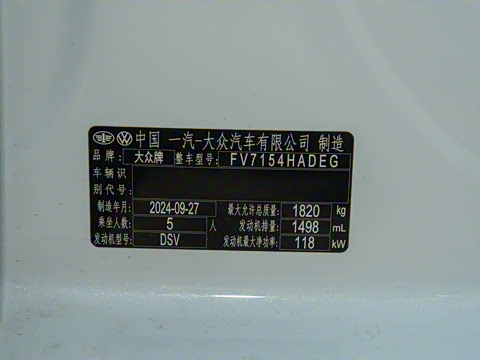 中国 一汽-大众汽车有限公司 制造
品牌: 大众牌 整车型号: FV7154HADEG
车辆识
别代号:
制造年月: 2024-09-27 最大允许总质量: 1820 kg
乘坐人数: 5 人 发动机排量: 1498 mL
发动机型号: DSV 发动机最大净功率: 118 kW